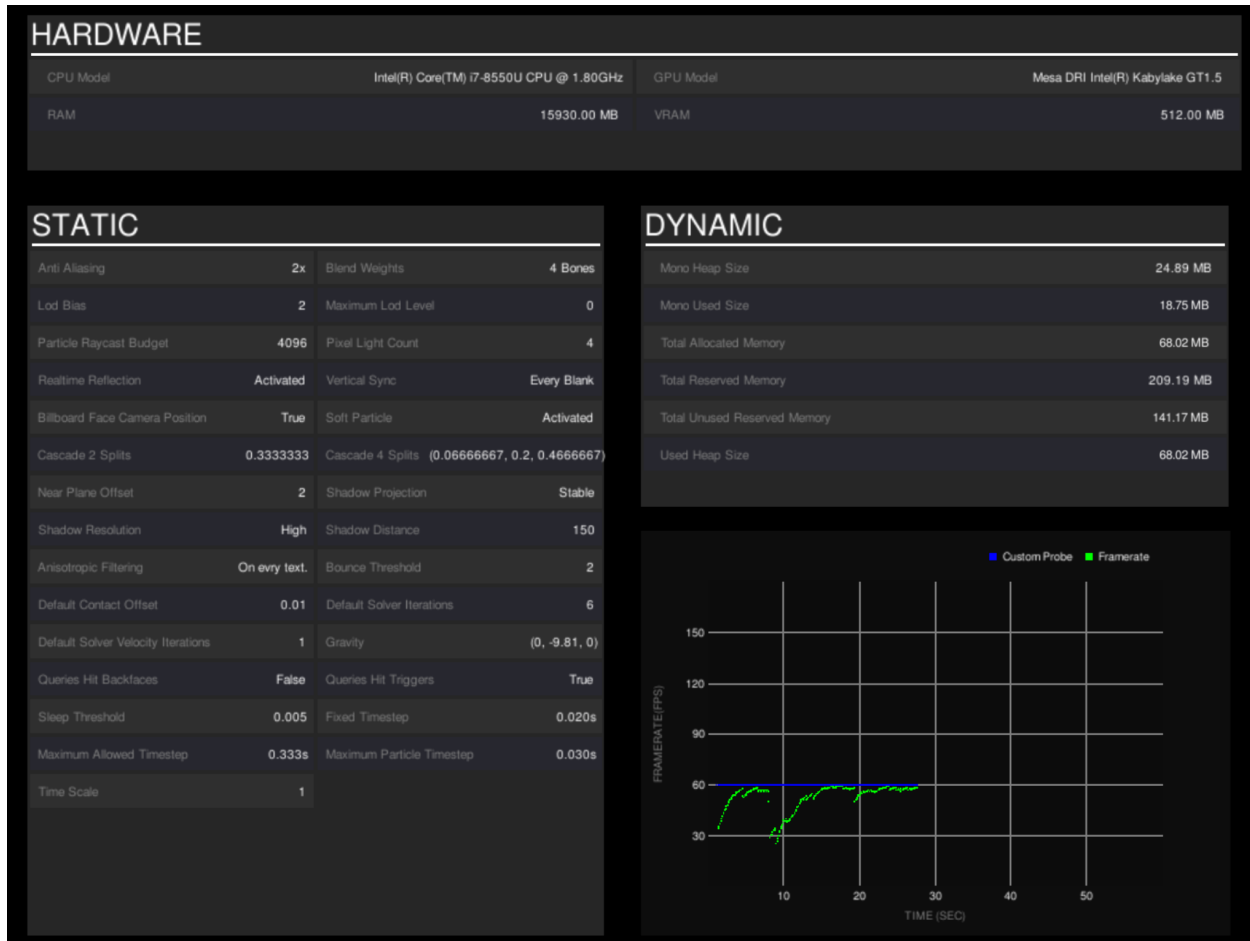 HARDWARE
CPU Model Intel(R) Core(TM) i7-8550U CPU @ 1.80GHz GPU Model Mesa DRI Intel(R) Kabylake GT1.5
RAM 15930.00 MB VRAM 512.00 MB
STATIC
Anti Aliasing 2x Blend Weights 4 Bones
Lod Bias 2 Maximum Lod Level 0
Particle Raycast Budget 4096 Pixel Light Count 4
Realtime Reflection Activated Vertical Sync Every Blank
Billboard Face Camera Position True Soft Particle Activated
Cascade 2 Splits 0.3333333 Cascade 4 Splits (0.06666667, 0.2, 0.4666667)
Near Plane Offset 2 Shadow Projection Stable
Shadow Resolution High Shadow Distance 150
Anisotropic Filtering On evry text. Bounce Threshold 2
Default Contact Offset 0.01 Default Solver Iterations 6
Default Solver Velocity Iterations 1 Gravity (0, -9.81, 0)
Queries Hit Backfaces False Queries Hit Triggers True
Sleep Threshold 0.005 Fixed Timestep 0.020s
Maximum Allowed Timestep 0.333s Maximum Particle Timestep 0.030s
Time Scale 1
DYNAMIC
Mono Heap Size 24.89 MB
Mono Used Size 18.75 MB
Total Allocated Memory 68.02 MB
Total Reserved Memory 209.19 MB
Total Unused Reserved Memory 141.17 MB
Used Heap Size 68.02 MB
Custom Probe Framerate
150
120
90
60
30
FRAMERATE(FPS)
10 20 30 40 50
TIME (SEC)